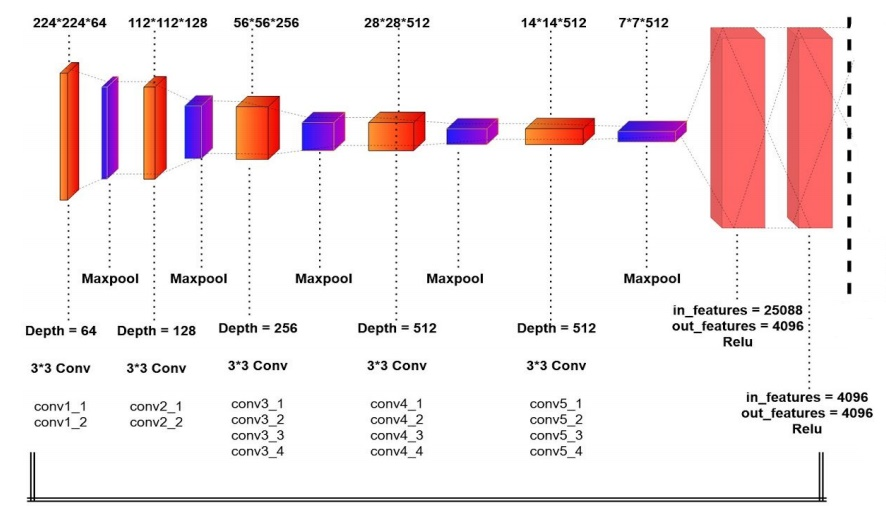 224*224*64 112*112*128 56*56*256 28*28*512 14*14*512 7*7*512
Maxpool Maxpool Maxpool Maxpool Maxpool
in_features = 25088
out_features = 4096
Relu
Depth = 64 Depth = 128 Depth = 256 Depth = 512 Depth = 512
3*3 Conv 3*3 Conv 3*3 Conv 3*3 Conv 3*3 Conv
conv1_1 conv2_1 conv3_1 conv4_1 conv5_1
conv1_2 conv2_2 conv3_2 conv4_2 conv5_2
conv3_3 conv4_3 conv5_3
conv3_4 conv4_4 conv5_4
in_features = 4096
out_features = 4096
Relu